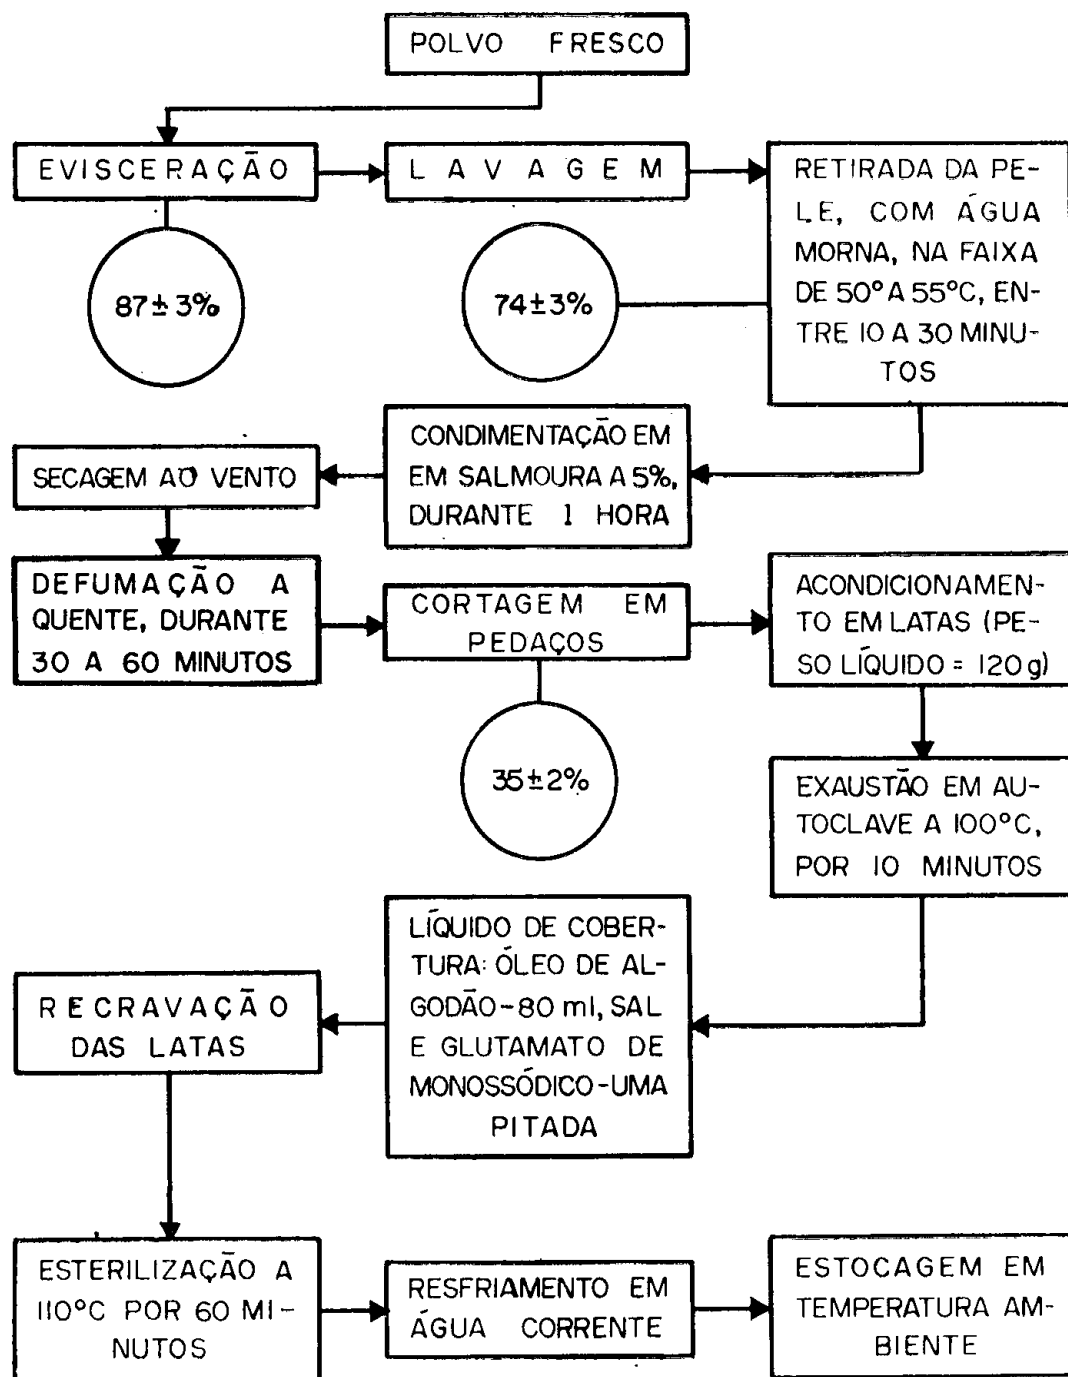 POLVO FRESCO
EVISCERAÇÃO
LAVAGEM
RETIRADA DA PE-
LE, COM ÁGUA
MORNA, NA FAIXA
DE 50° A 55°C, EN-
TRE 10 A 30 MINU-
TOS
87±3%
74±3%
CONDIMENTAÇÃO EM
EM SALMOURA A 5%,
DURANTE 1 HORA
SECAGEM AO VENTO
DEFUMAÇÃO A
QUENTE, DURANTE
30 A 60 MINUTOS
CORTAGEM EM
PEDAÇOS
ACONDICIONAMEN-
TO EM LATAS (PE-
SO LÍQUIDO = 120g)
35±2%
EXAUSTÃO EM AU-
TOCLAVE A 100°C,
POR 10 MINUTOS
LÍQUIDO DE COBER-
TURA: ÓLEO DE AL-
GODÃO-80 ml, SAL
E GLUTAMATO DE
MONOSSÓDICO-UMA
PITADA
RECRAVAÇÃO
DAS LATAS
ESTERILIZAÇÃO A
110°C POR 60 MI-
NUTOS
RESFRIAMENTO EM
ÁGUA CORRENTE
ESTOCAGEM EM
TEMPERATURA AM-
BIENTE